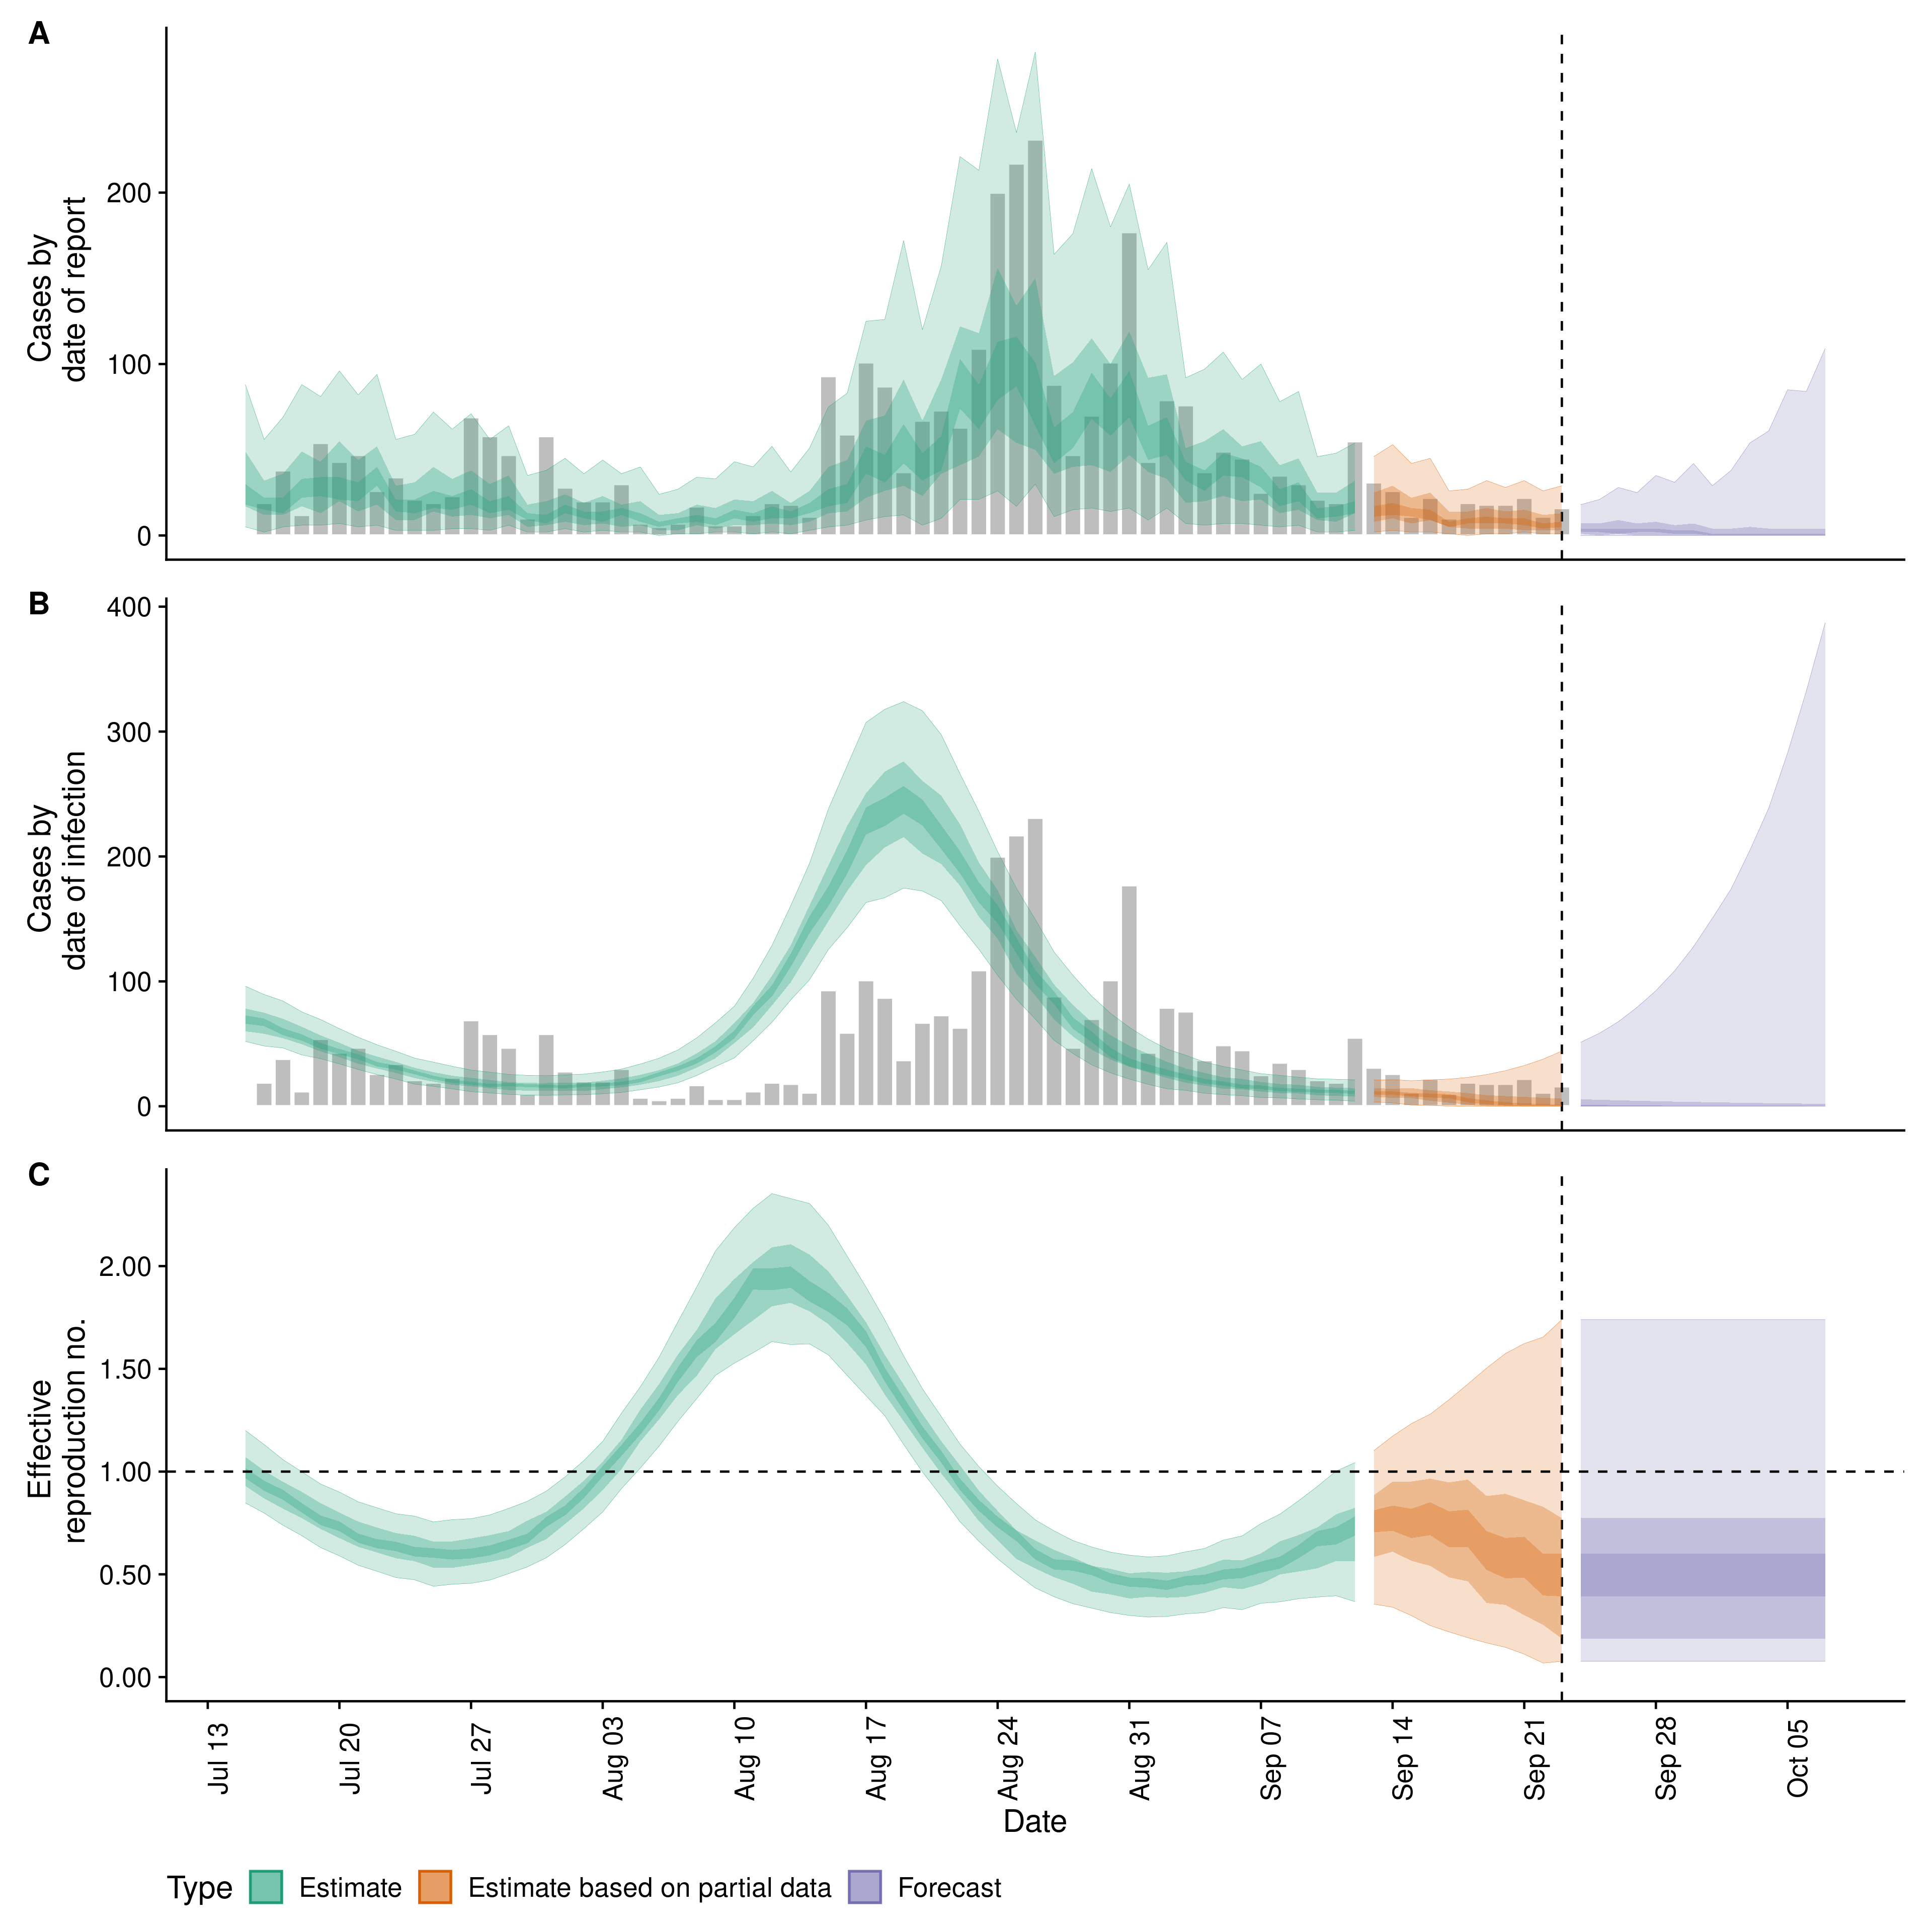 A
Cases by
date of report
200
100
0
B
Cases by
date of infection
400
300
200
100
0
C
Effective
reproduction no.
2.00
1.50
1.00
0.50
0.00
Jul 13
Jul 20
Jul 27
Aug 03
Aug 10
Aug 17
Aug 24
Aug 31
Sep 07
Sep 14
Sep 21
Sep 28
Oct 05
Date
Type Estimate Estimate based on partial data Forecast